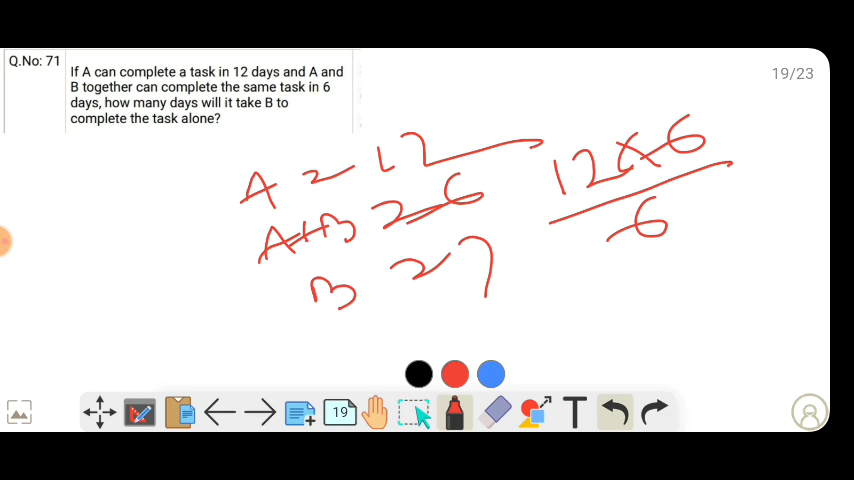 Q.No: 71
If A can complete a task in 12 days and A and
B together can complete the same task in 6
days, how many days will it take B to
complete the task alone?
19/23
A = 12
A+B = 6
B = ?
12 × 6
6
19
T